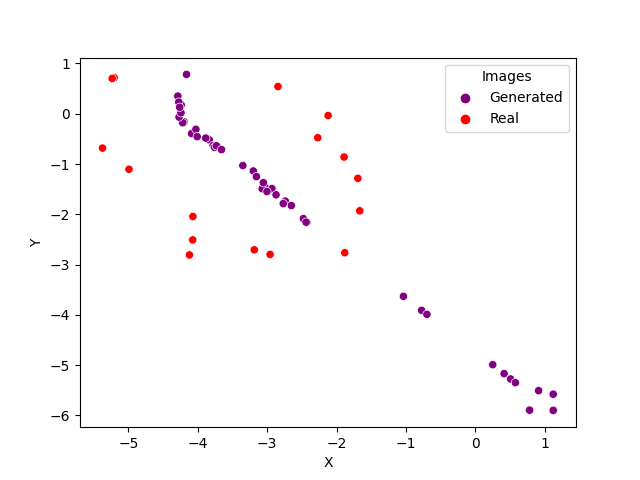 Images
Generated
Real
1
0
−1
−2
−3
−4
−5
−6
Y
−5 −4 −3 −2 −1 0 1
X